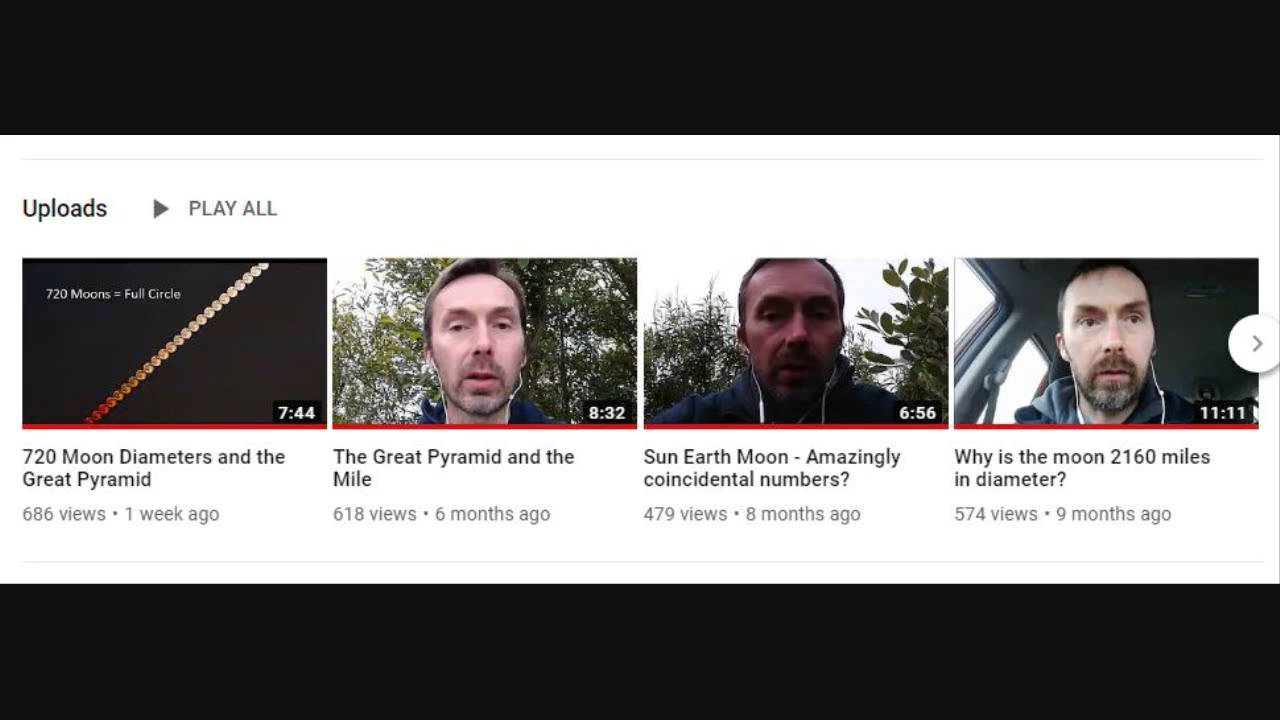 Uploads PLAY ALL
720 Moons = Full Circle
7:44
8:32
6:56
11:11
720 Moon Diameters and the
Great Pyramid
686 views • 1 week ago
The Great Pyramid and the
Mile
618 views • 6 months ago
Sun Earth Moon - Amazingly
coincidental numbers?
479 views • 8 months ago
Why is the moon 2160 miles
in diameter?
574 views • 9 months ago